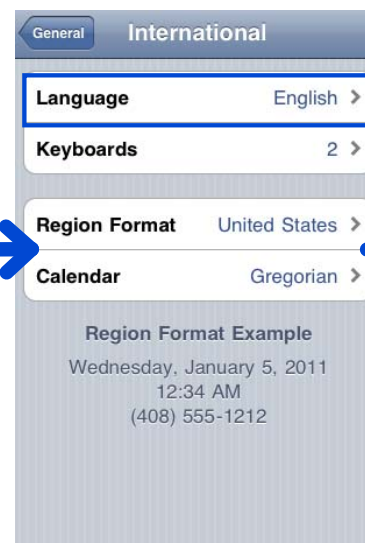 General International
Language English
Keyboards 2
Region Format United States
Calendar Gregorian
Region Format Example
Wednesday, January 5, 2011
12:34 AM
(408) 555-1212